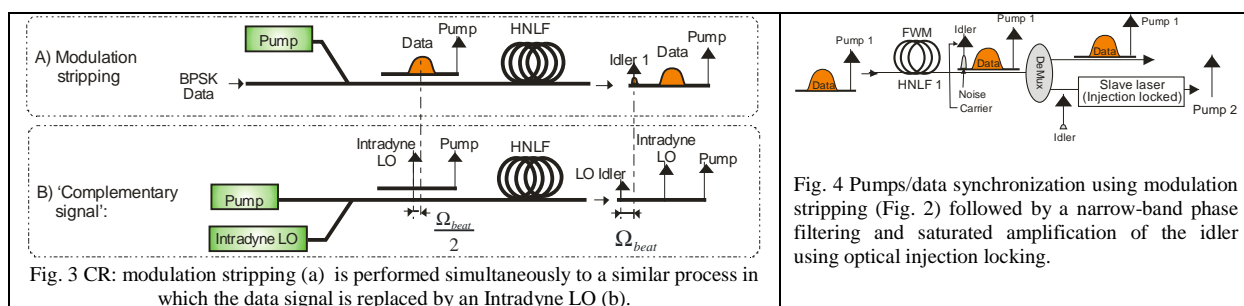 A) Modulation
stripping
Pump
BPSK
Data
Data
Pump
HNLF
Idler 1
Data
Pump
B) 'Complementary
signal':
Pump
Intradyne LO
Intradyne
LO
Pump
Ω_beat
2
HNLF
LO Idler
Intradyne
LO
Pump
Ω_beat
Fig. 3 CR: modulation stripping (a) is performed simultaneously to a similar process in
which the data signal is replaced by an Intradyne LO (b).
Data
Pump 1
FWM
HNLF 1
Idler
Data
Pump 1
Noise
Carrier
DeMux
Data
Pump 1
Slave laser
(Injection locked)
Idler
Pump 2
Fig. 4 Pumps/data synchronization using modulation
stripping (Fig. 2) followed by a narrow-band phase
filtering and saturated amplification of the idler
using optical injection locking.